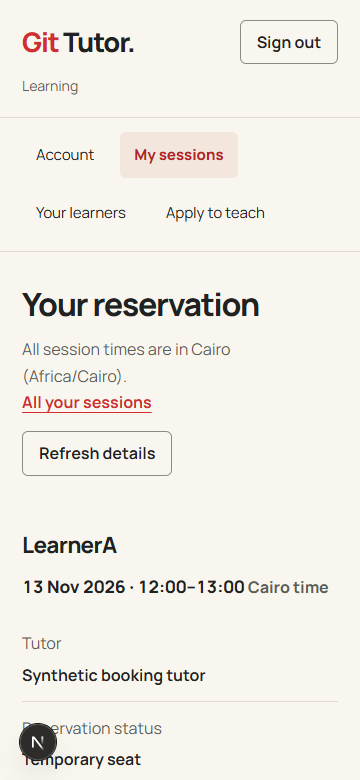 Git Tutor.
Sign out
Learning
Account
My sessions
Your learners
Apply to teach
Your reservation
All session times are in Cairo
(Africa/Cairo).
All your sessions
Refresh details
LearnerA
13 Nov 2026 · 12:00–13:00 Cairo time
Tutor
Synthetic booking tutor
status
N
seat